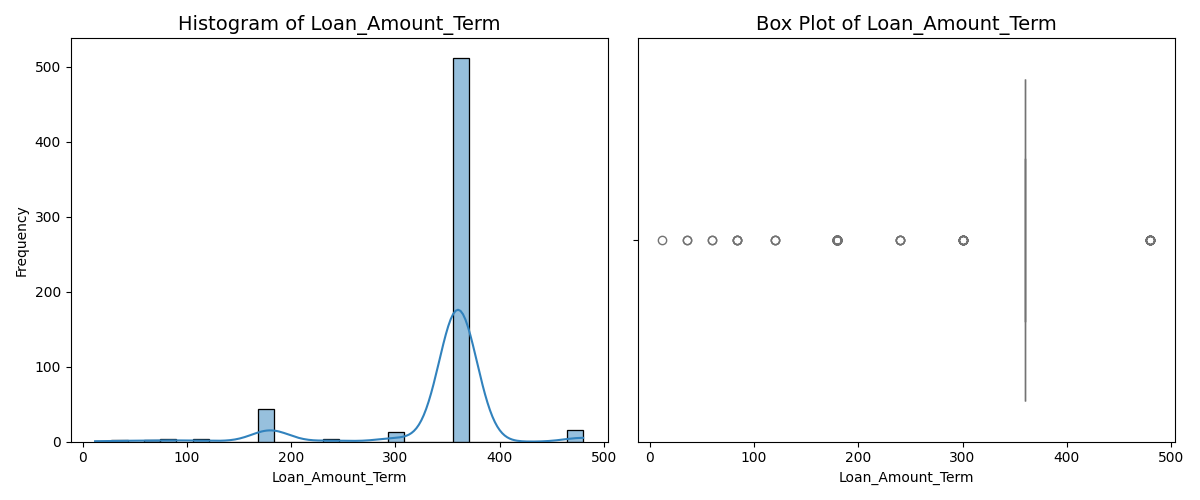 Histogram of Loan_Amount_Term
Frequency
500
400
300
200
100
0
0 100 200 300 400 500
Loan_Amount_Term
Box Plot of Loan_Amount_Term
0 100 200 300 400 500
Loan_Amount_Term